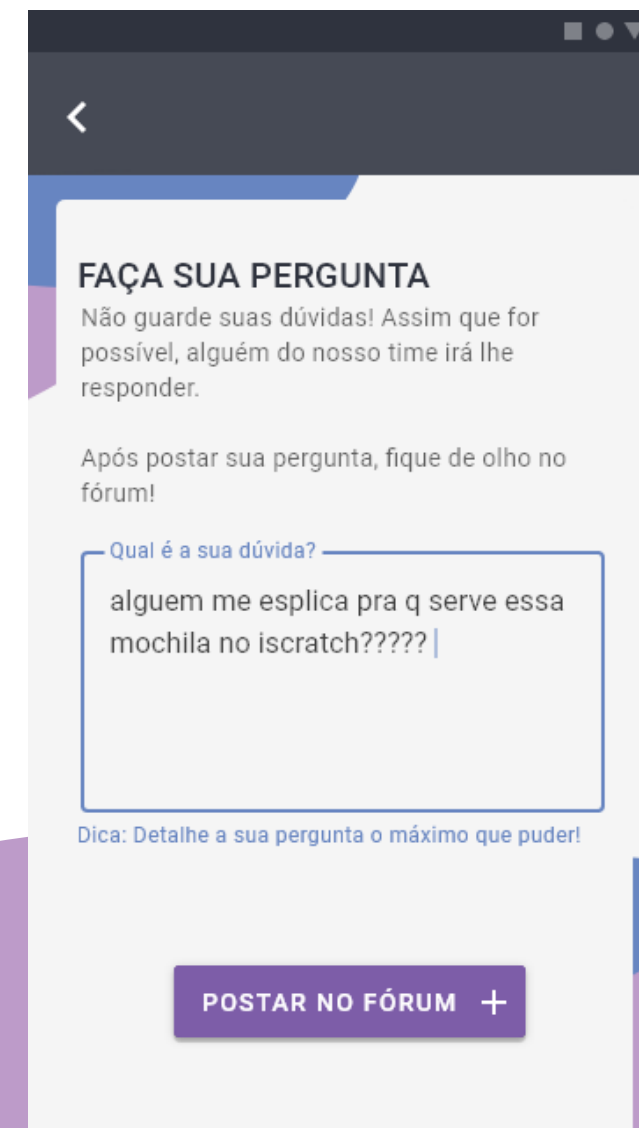 FAÇA SUA PERGUNTA
Não guarde suas dúvidas! Assim que for
possível, alguém do nosso time irá lhe
responder.
Após postar sua pergunta, fique de olho no
fórum!
Qual é a sua dúvida?
alguem me esplica pra q serve essa
mochila no iscratch?????
Dica: Detalhe a sua pergunta o máximo que puder!
POSTAR NO FÓRUM +